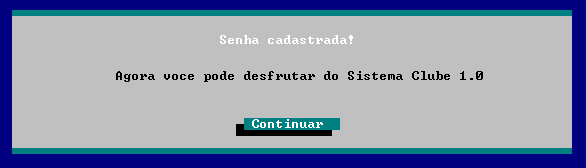 Senha cadastrada!
Agora voce pode desfrutar do Sistema Clube 1.0
Continuar